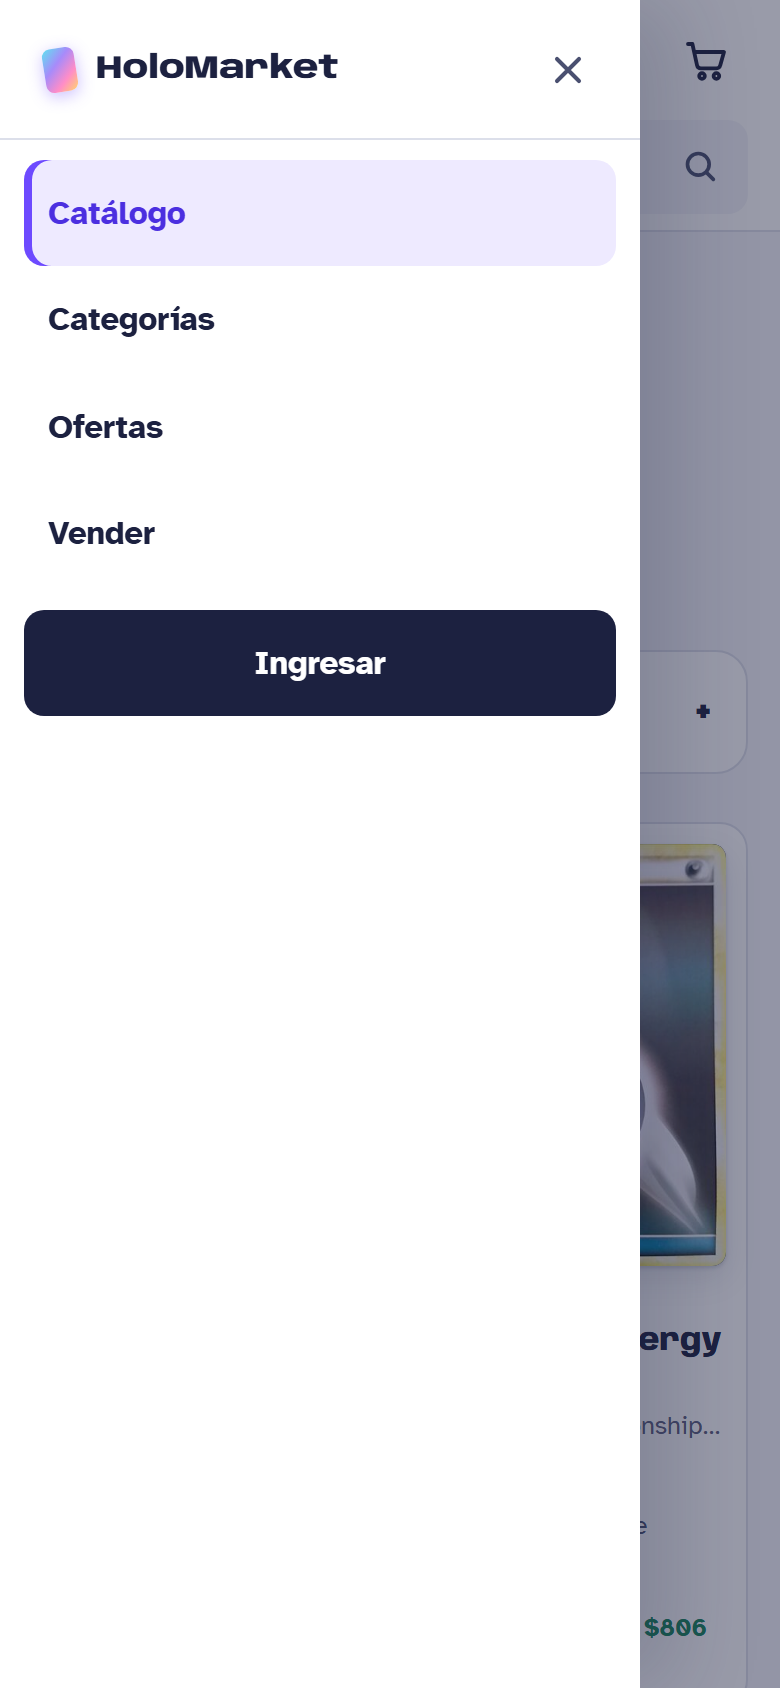 HoloMarket
Catálogo
Categorías
Ofertas
Vender
Ingresar
+
ergy
nship...
e
$806